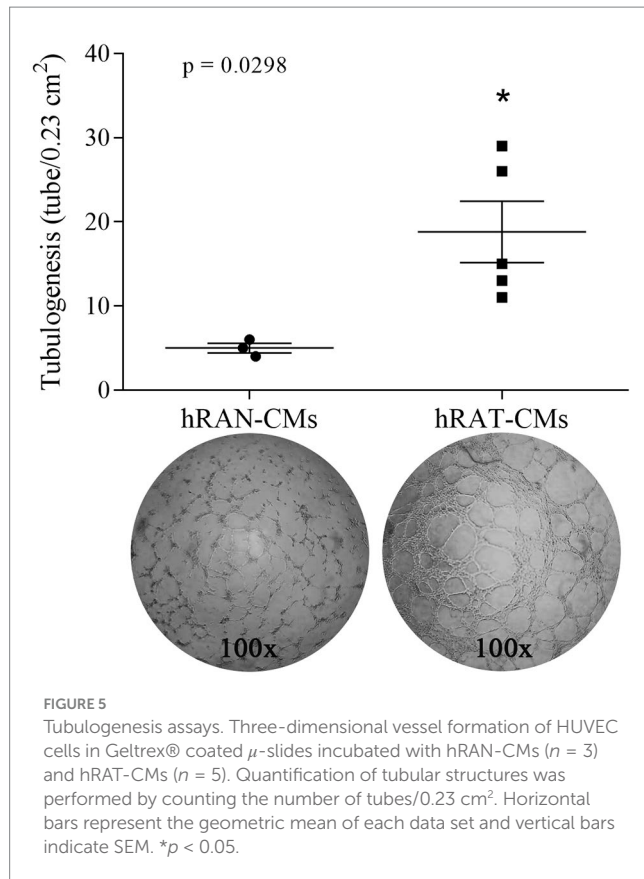 Tubulogenesis (tube/0.23 cm²)
40
30
20
10
0
p = 0.0298
*
hRAN-CMs hRAT-CMs
100x 100x
FIGURE 5
Tubulogenesis assays. Three-dimensional vessel formation of HUVEC
cells in Geltrex® coated μ-slides incubated with hRAN-CMs (n = 3)
and hRAT-CMs (n = 5). Quantification of tubular structures was
performed by counting the number of tubes/0.23 cm². Horizontal
bars represent the geometric mean of each data set and vertical bars
indicate SEM. *p < 0.05.